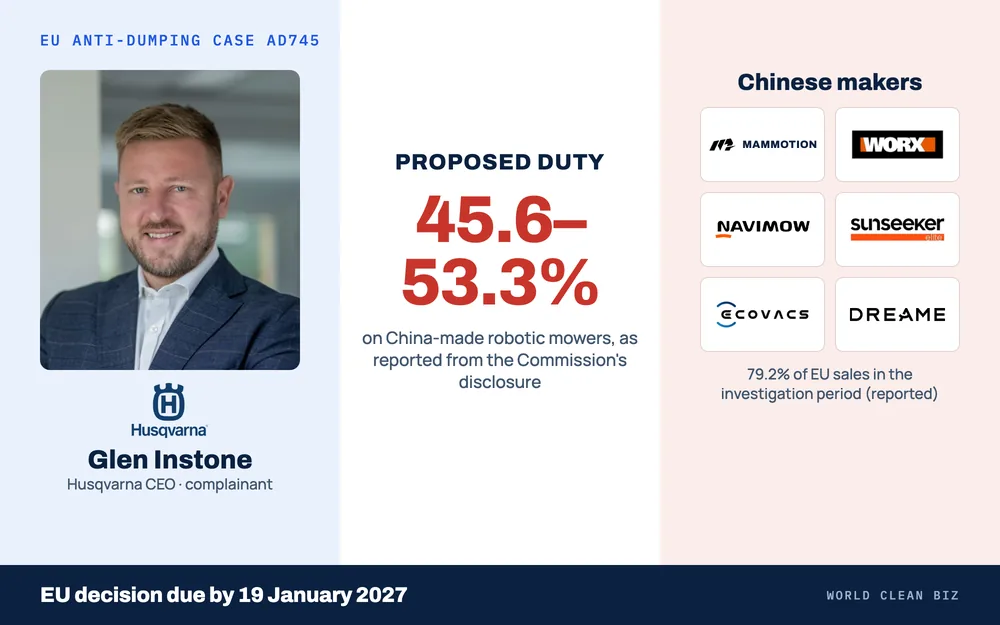 EU ANTI-DUMPING CASE AD745
Husqvarna
Glen Instone
Husqvarna CEO · complainant
PROPOSED DUTY
45.6–
53.3%
on China-made robotic mowers, as
reported from the Commission's
disclosure
Chinese makers
MAMMOTION
WORX
NAVIMOW
sunseeker
elite
ECOVACS
DREAME
79.2% of EU sales in the
investigation period (reported)
EU decision due by 19 January 2027
WORLD CLEAN BIZ